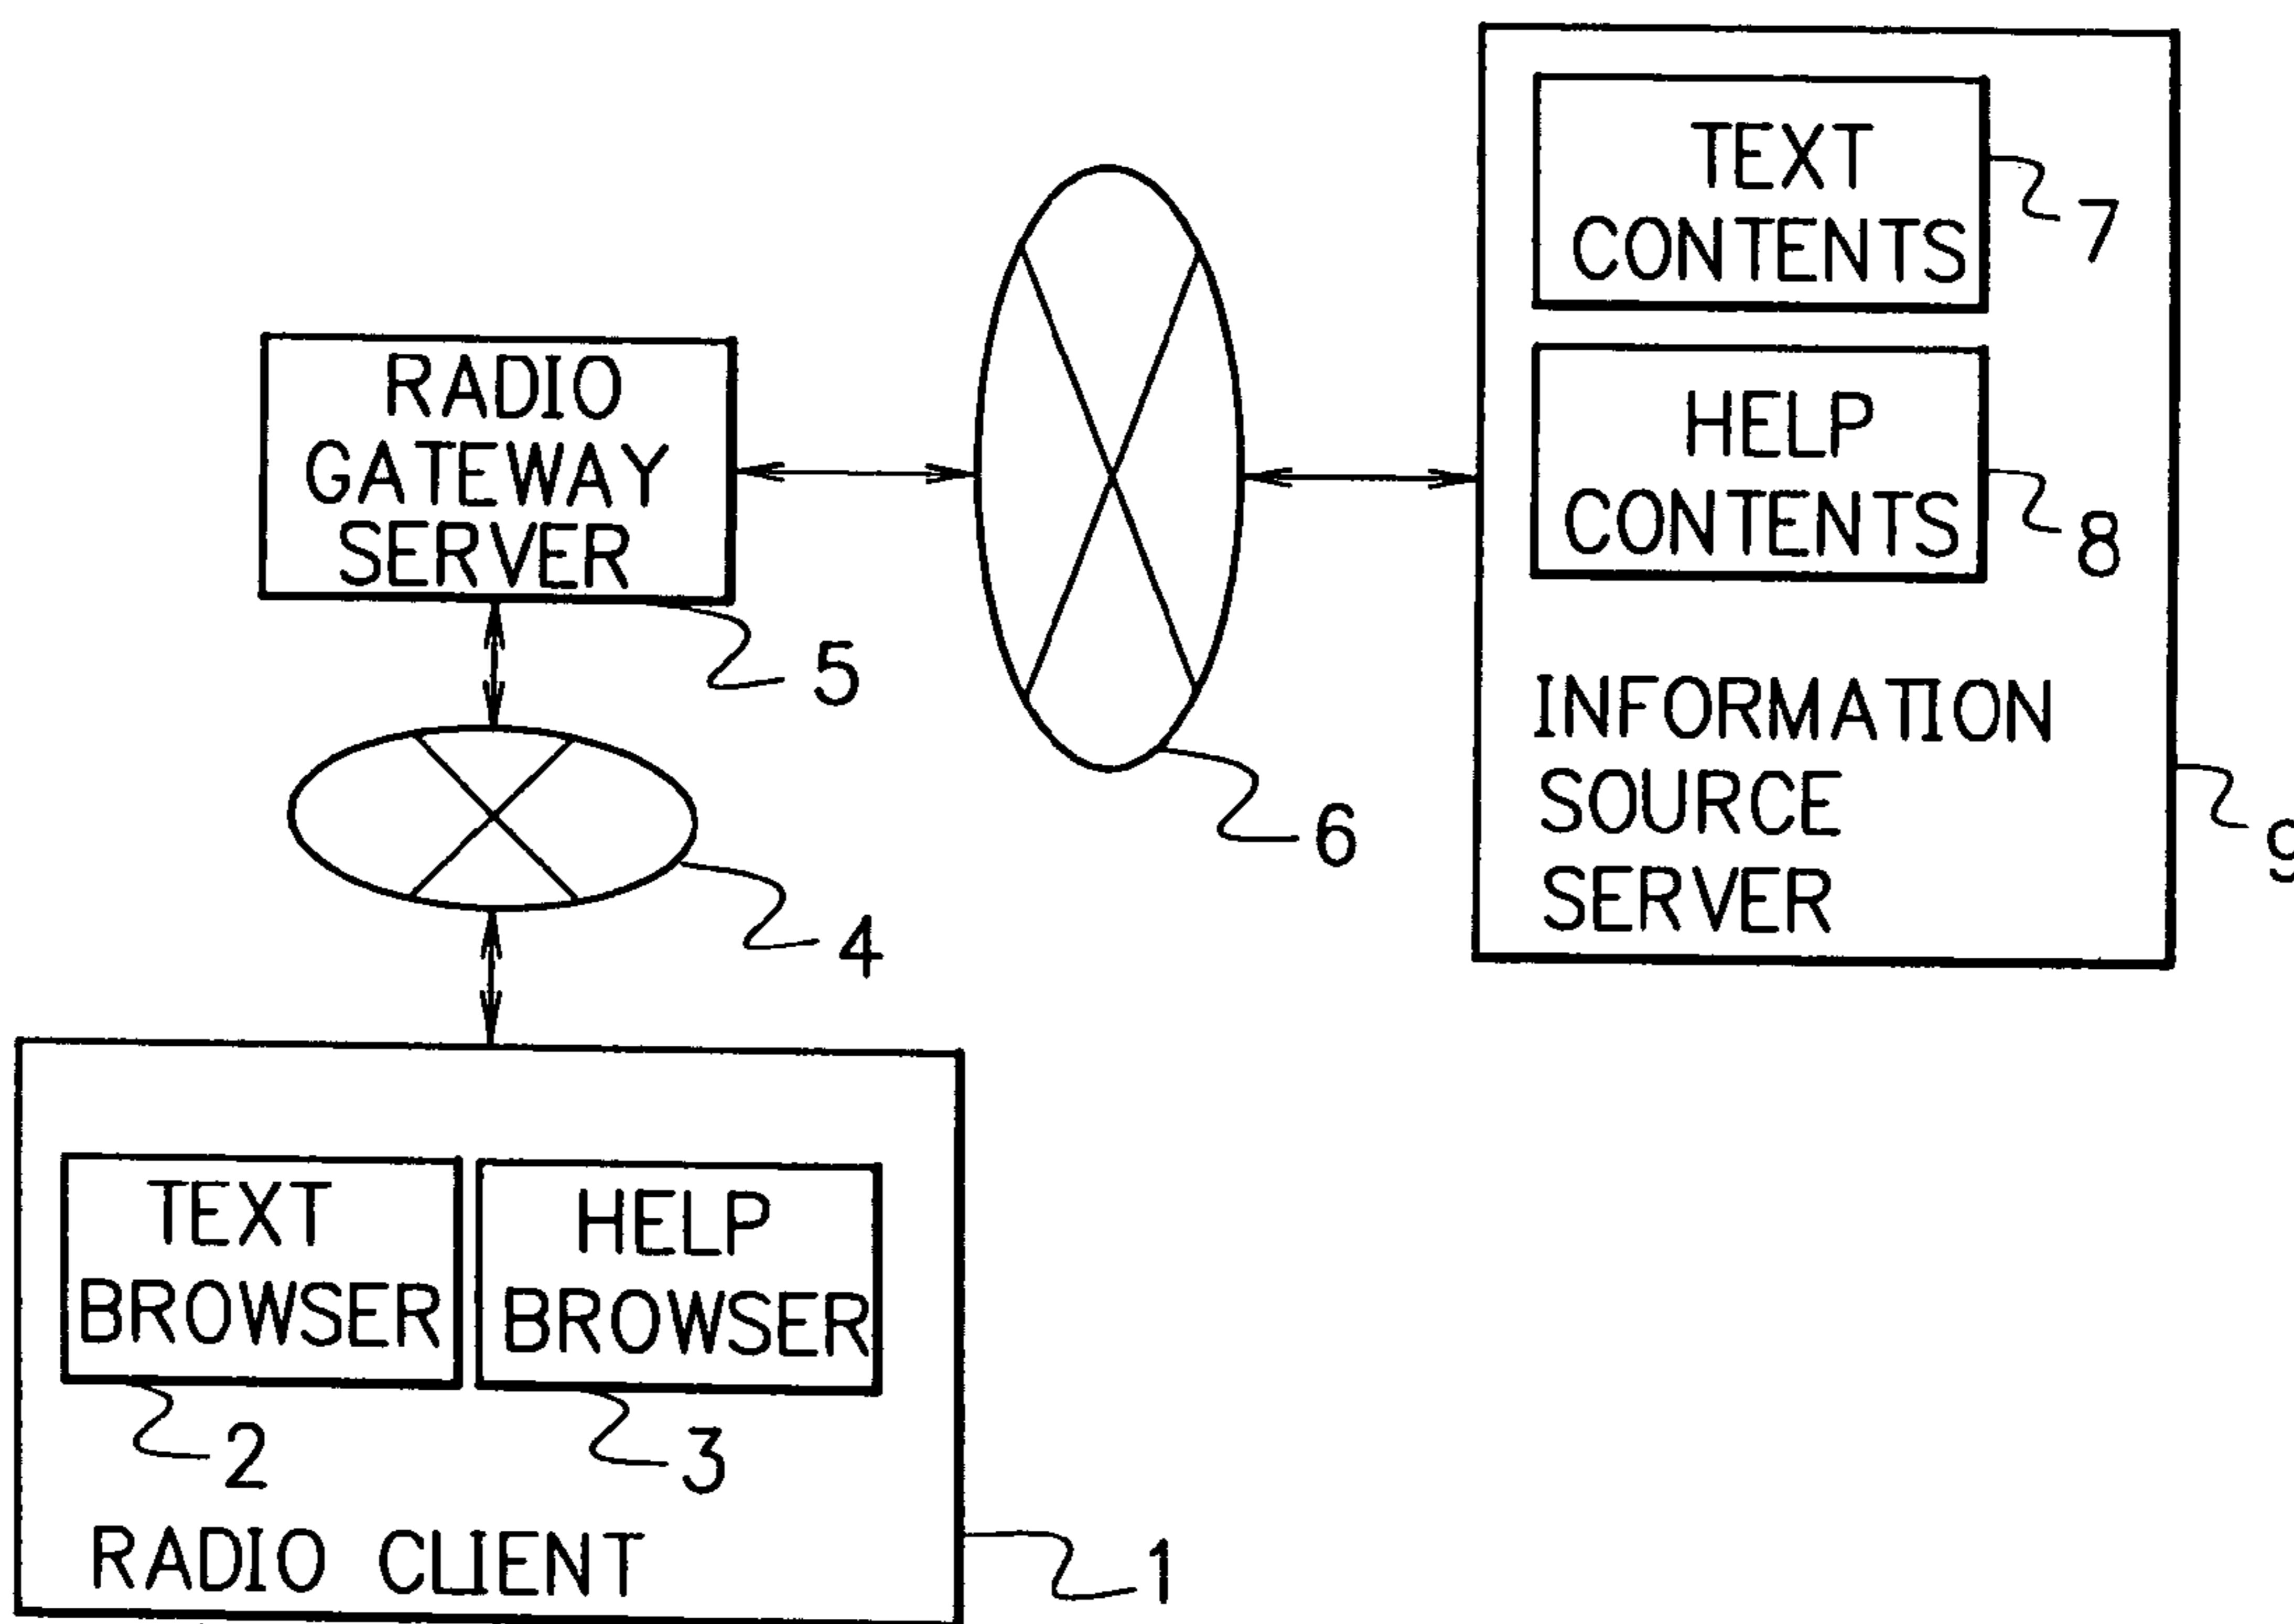 TEXT
CONTENTS
7
HELP
CONTENTS
8
INFORMATION
SOURCE
SERVER
9
RADIO
GATEWAY
SERVER
5
6
4
TEXT
BROWSER
2
HELP
BROWSER
3
RADIO CLIENT
1